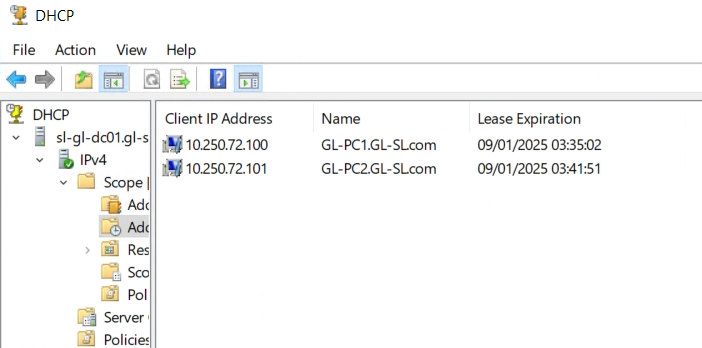 DHCP
File Action View Help
DHCP
sl-gl-dc01.gl-s
IPv4
Scope [
Add
Add
Res
Sco
Pol
Server
Policies
Client IP Address Name Lease Expiration
10.250.72.100 GL-PC1.GL-SL.com 09/01/2025 03:35:02
10.250.72.101 GL-PC2.GL-SL.com 09/01/2025 03:41:51